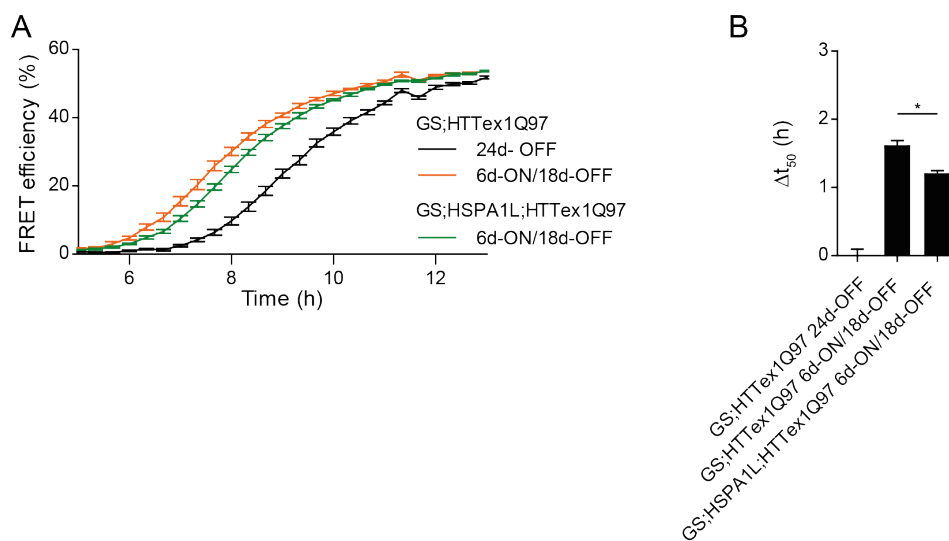 A
60
40
20
0
FRET efficiency (%)
6
8
10
12
Time (h)
GS;HTTex1Q97
24d- OFF
6d-ON/18d-OFF
GS;HSPA1L;HTTex1Q97
6d-ON/18d-OFF
B
3
2
1
0
Δt50 (h)
*
GS;HTTex1Q97 24d-OFF
GS;HTTex1Q97 6d-ON/18d-OFF
GS;HSPA1L;HTTex1Q97 6d-ON/18d-OFF